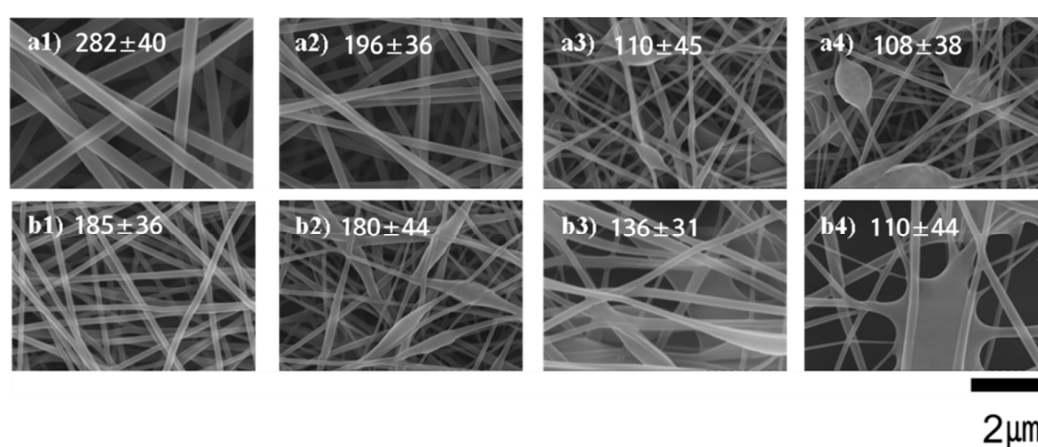 a1) 282±40
a2) 196±36
a3) 110±45
a4) 108±38
b1) 185±36
b2) 180±44
b3) 136±31
b4) 110±44
2μm